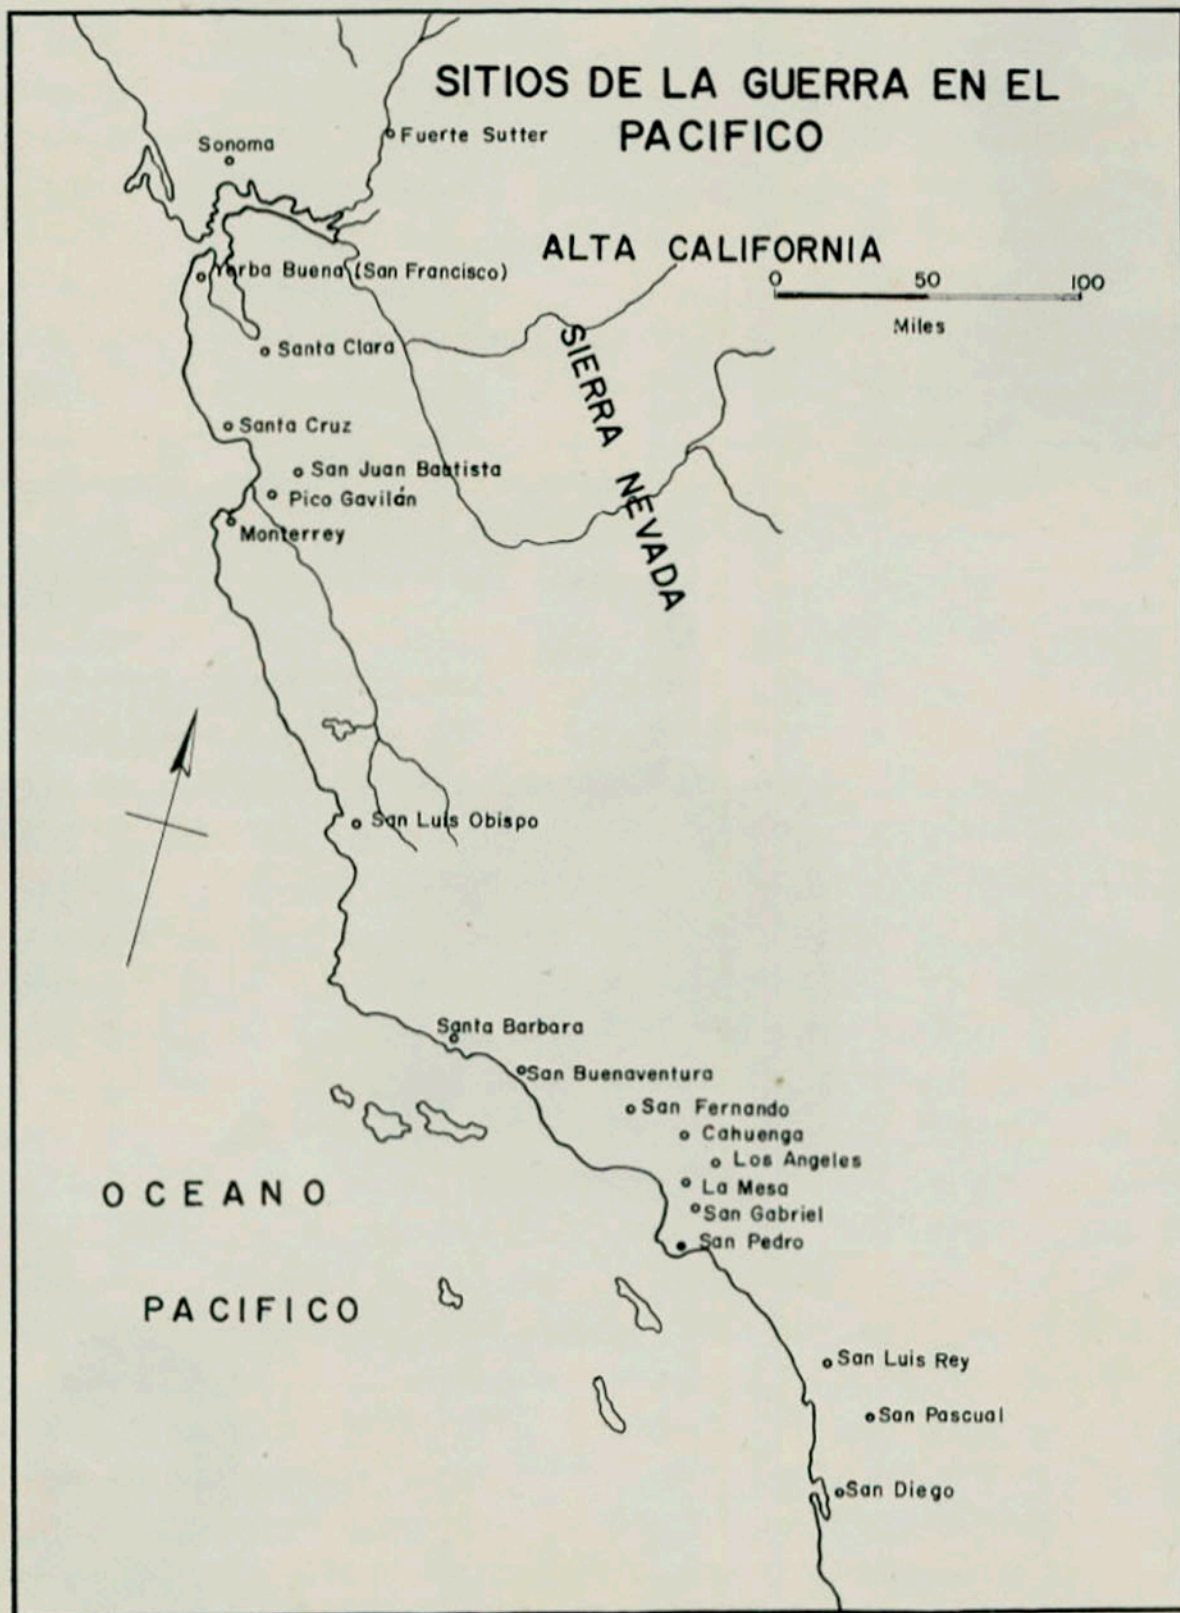 SITIOS DE LA GUERRA EN EL
PACIFICO
Fuerte Sutter
Sonoma
ALTA CALIFORNIA
Yerba Buena (San Francisco)
0 50 100
Miles
Santa Clara
SIERRA NEVADA
Santa Cruz
San Juan Bautista
Pico Gavilán
Monterrey
San Luis Obispo
Santa Barbara
San Buenaventura
San Fernando
Cahuenga
Los Angeles
La Mesa
San Gabriel
San Pedro
OCEANO
PACIFICO
San Luis Rey
San Pascual
San Diego